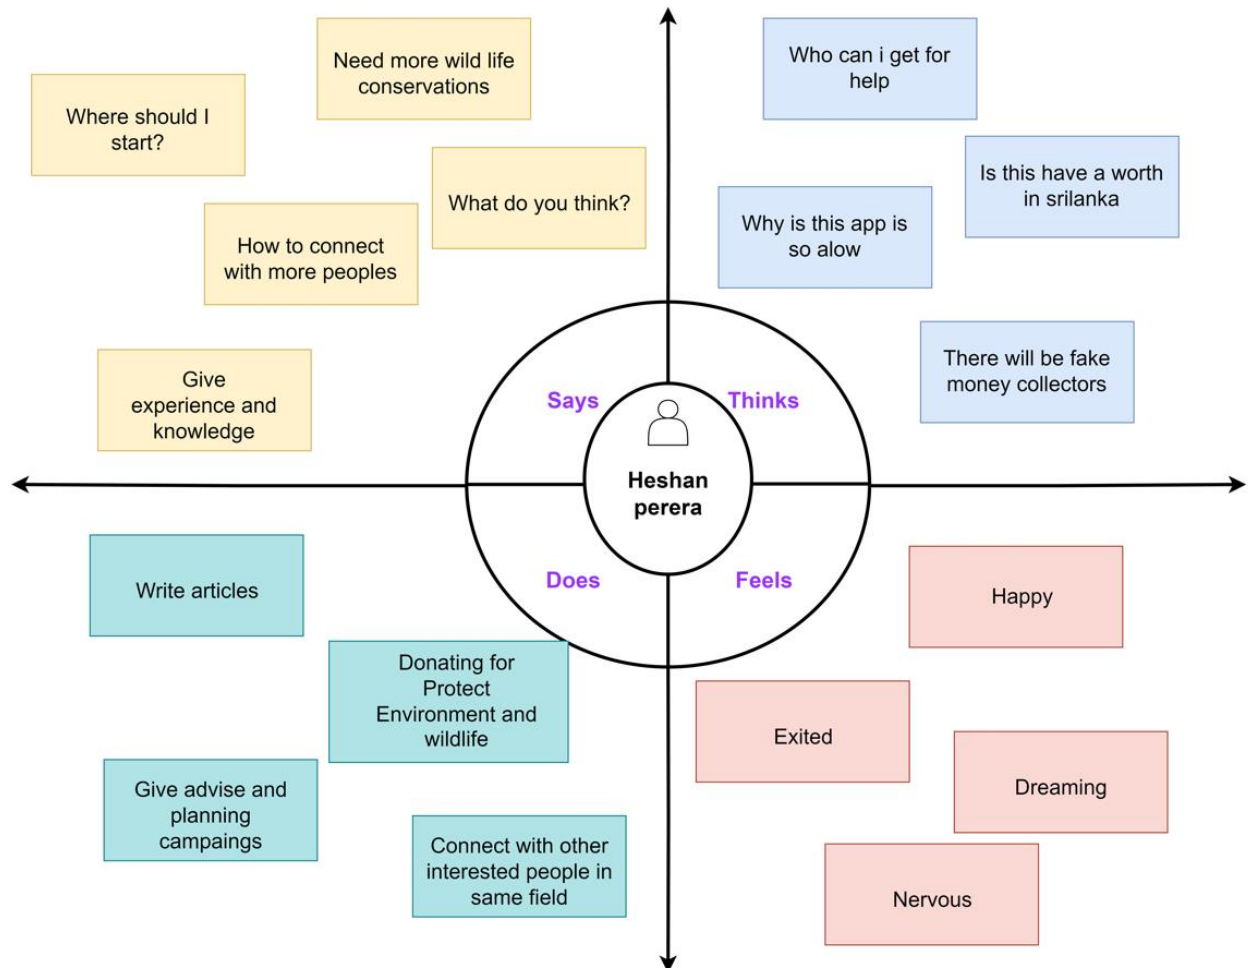 Need more wild life
conservations
Where should I
start?
What do you think?
How to connect
with more peoples
Give
experience and
knowledge
Who can i get for
help
Is this have a worth
in srilanka
Why is this app is
so alow
There will be fake
money collectors
Says
Thinks
Heshan
perera
Does
Feels
Write articles
Donating for
Protect
Environment and
wildlife
Give advise and
planning
campaings
Connect with other
interested people in
same field
Happy
Exited
Dreaming
Nervous